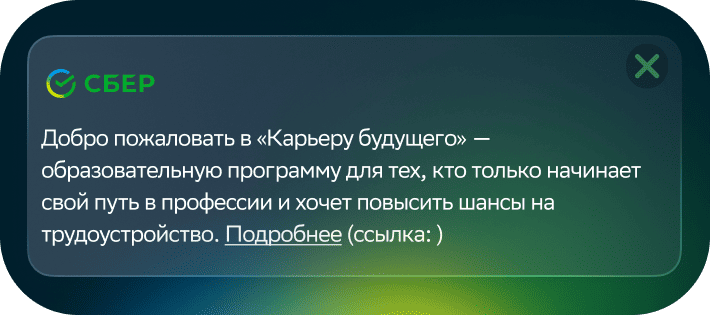 СБЕР
Добро пожаловать в «Карьеру будущего» —
образовательную программу для тех, кто только начинает
свой путь в профессии и хочет повысить шансы на
трудоустройство. Подробнее (ссылка: )